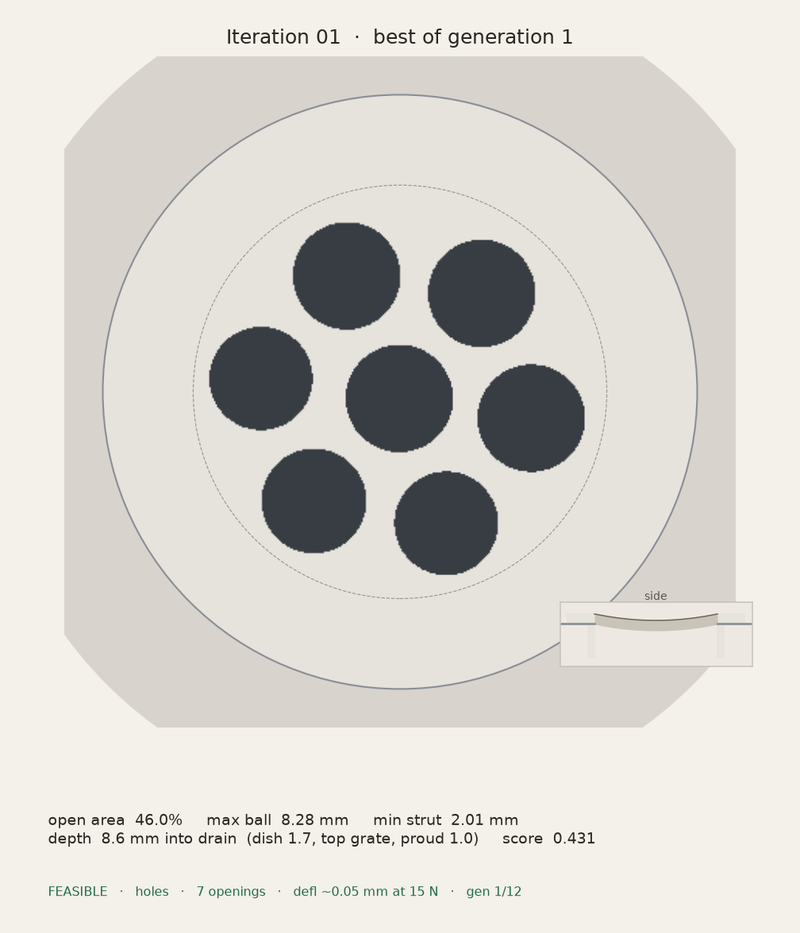 Iteration 01 · best of generation 1
side
open area 46.0% max ball 8.28 mm min strut 2.01 mm
depth 8.6 mm into drain (dish 1.7, top grate, proud 1.0) score 0.431
FEASIBLE · holes · 7 openings · defl ~0.05 mm at 15 N · gen 1/12